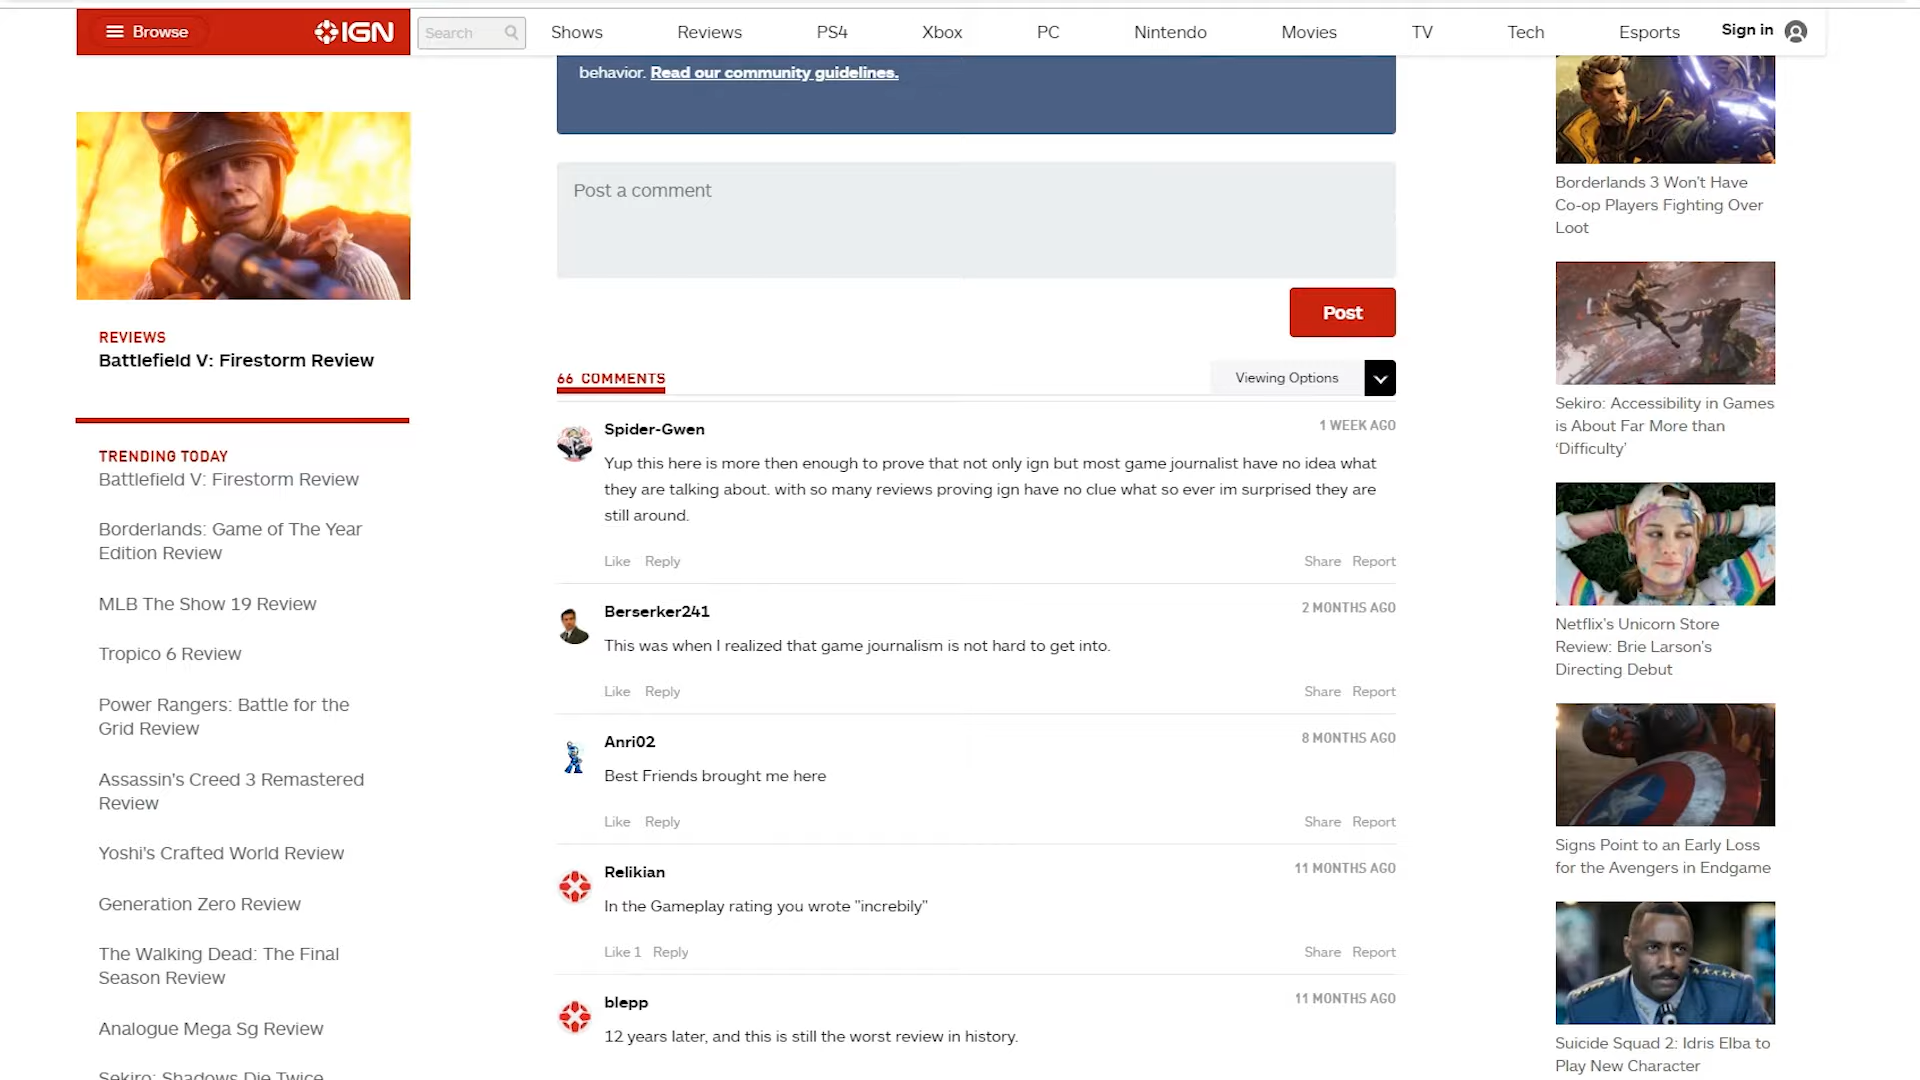 Browse
IGN
Search
Shows
Reviews
PS4
Xbox
PC
Nintendo
Movies
TV
Tech
Esports
Sign in
REVIEWS
Battlefield V: Firestorm Review
TRENDING TODAY
Battlefield V: Firestorm Review
Borderlands: Game of The Year
Edition Review
MLB The Show 19 Review
Tropico 6 Review
Power Rangers: Battle for the
Grid Review
Assassin's Creed 3 Remastered
Review
Yoshi's Crafted World Review
Generation Zero Review
The Walking Dead: The Final
Season Review
Analogue Mega Sg Review
Sekiro: Shadows Die Twice
behavior. Read our community guidelines.
Post a comment
Post
66 COMMENTS
Viewing Options
Spider-Gwen
1 WEEK AGO
Yup this here is more then enough to prove that not only ign but most game journalist have no idea what
they are talking about. with so many reviews proving ign have no clue what so ever im surprised they are
still around.
Like Reply
Share Report
Berserker241
2 MONTHS AGO
This was when I realized that game journalism is not hard to get into.
Like Reply
Share Report
Anri02
8 MONTHS AGO
Best Friends brought me here
Like Reply
Share Report
Relikian
11 MONTHS AGO
In the Gameplay rating you wrote "increbily"
Like 1 Reply
Share Report
blepp
11 MONTHS AGO
12 years later, and this is still the worst review in history.
Borderlands 3 Won't Have
Co-op Players Fighting Over
Loot
Sekiro: Accessibility in Games
is About Far More than
‘Difficulty’
Netflix's Unicorn Store
Review: Brie Larson's
Directing Debut
Signs Point to an Early Loss
for the Avengers in Endgame
Suicide Squad 2: Idris Elba to
Play New Character